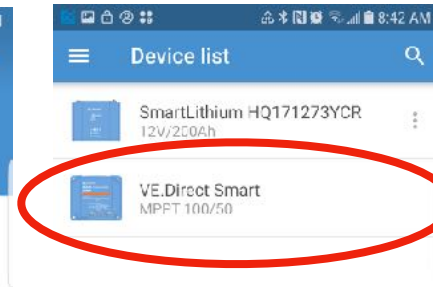 8:42 AM
Device list
SmartLithium HQ171273YCR
12V/200Ah
VE.Direct Smart
MPPT 100/50